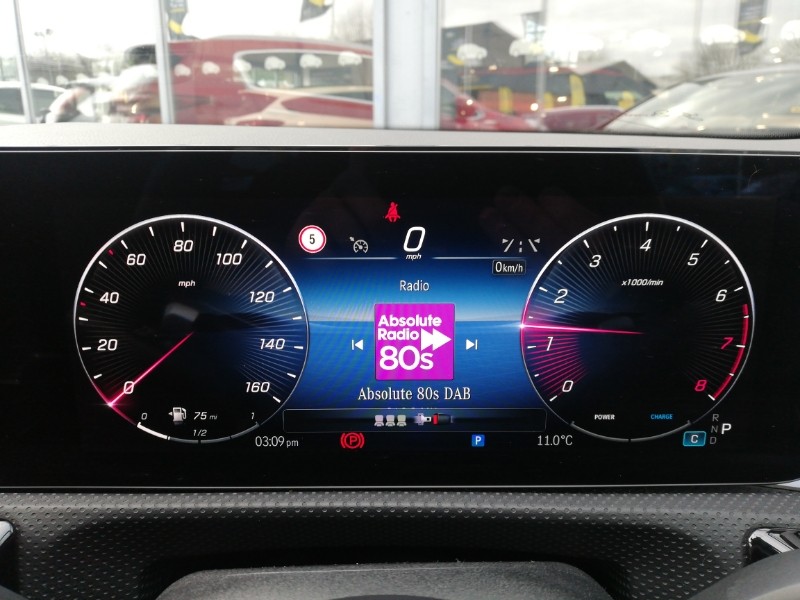 5
0
mph
0km/h
Radio
Absolute
Radio
80s
Absolute 80s DAB
0
20
40
60
80
100
120
140
160
mph
0
1/2
1
75 mi
03:09 pm
P
P
11.0°C
0
1
2
3
4
5
6
7
8
x1000/min
POWER
CHARGE
C
R
N
D
P